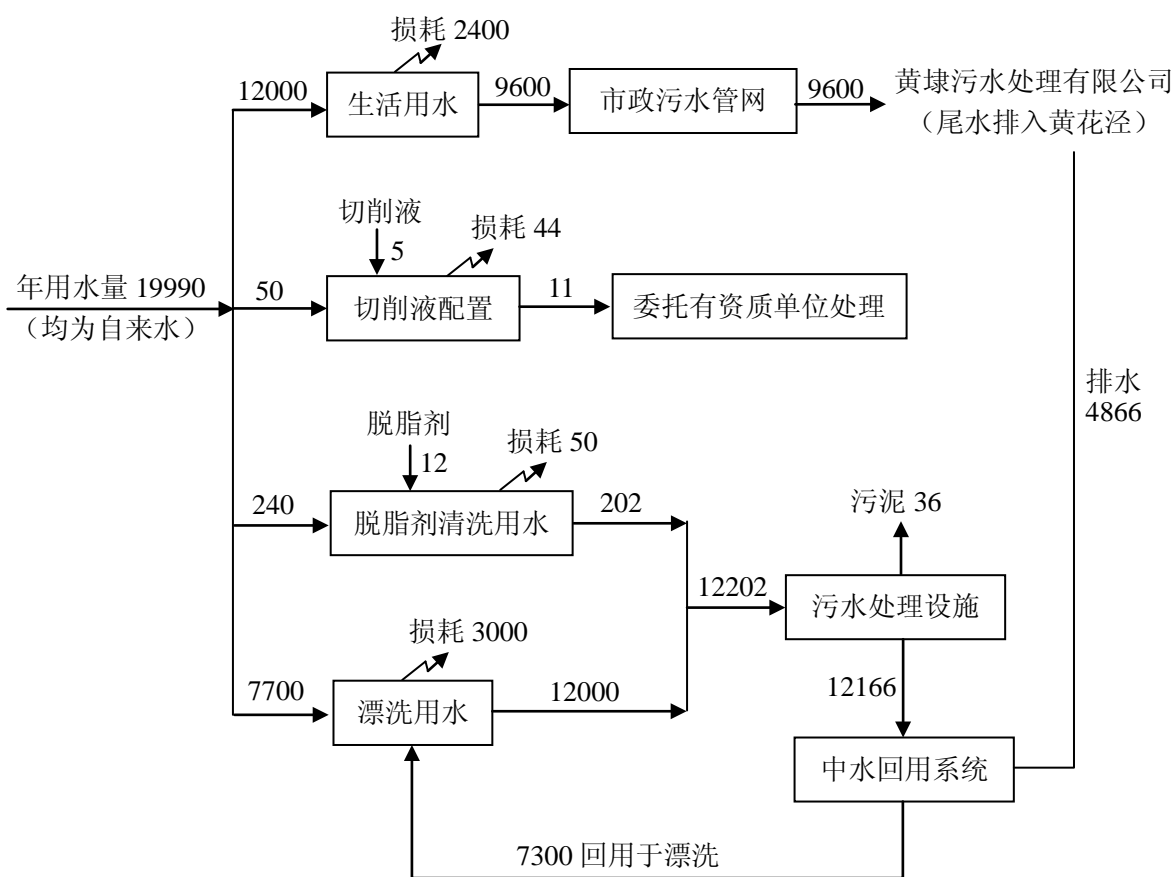 损耗 2400
12000
生活用水
9600
市政污水管网
9600
黄埭污水处理有限公司
（尾水排入黄花泾）
切削液
5
损耗 44
年用水量 19990
（均为自来水）
50
切削液配置
11
委托有资质单位处理
排水
4866
脱脂剂
12
损耗 50
240
脱脂剂清洗用水
202
污泥 36
12202
污水处理设施
损耗 3000
7700
漂洗用水
12000
12166
中水回用系统
7300 回用于漂洗